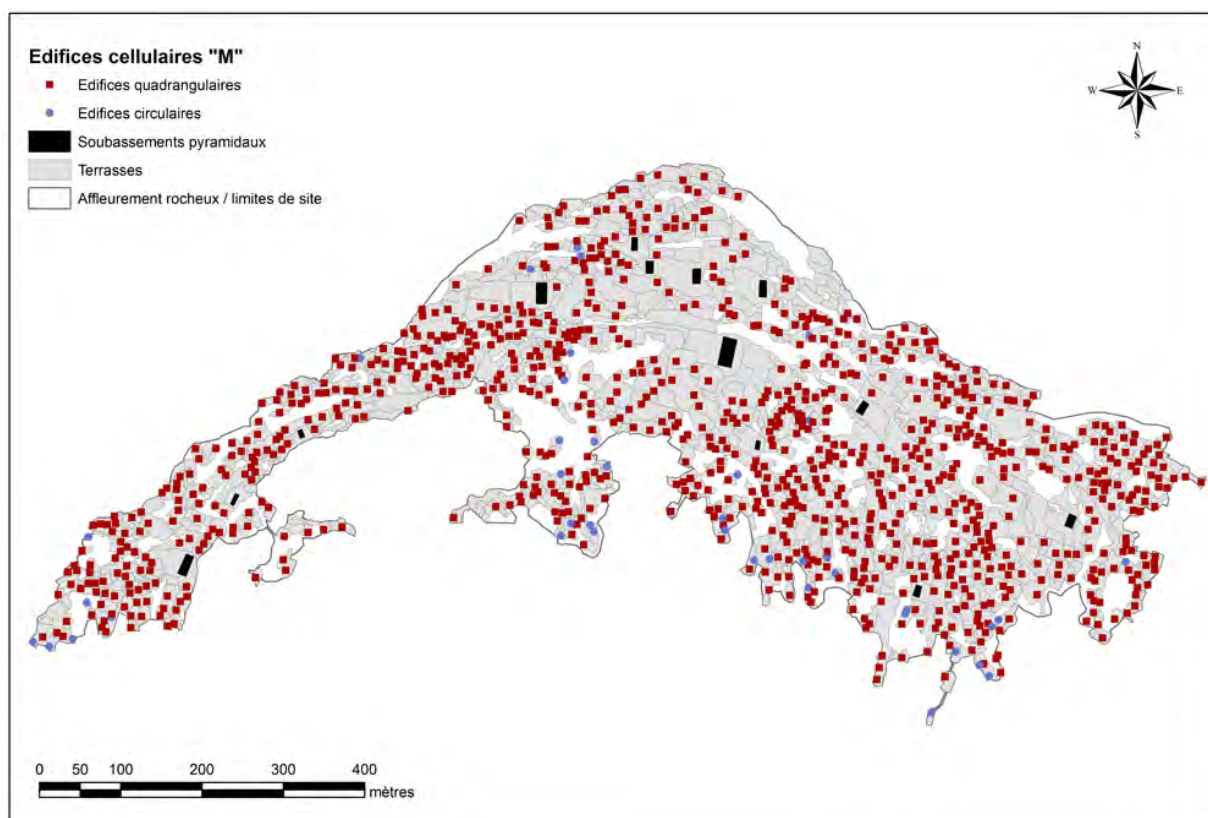 Edifices cellulaires "M"
Edifices quadrangulaires
Edifices circulaires
Soubassements pyramidaux
Terrasses
Affleurement rocheux / limites de site
N
W E
S
0 50 100 200 300 400
mètres